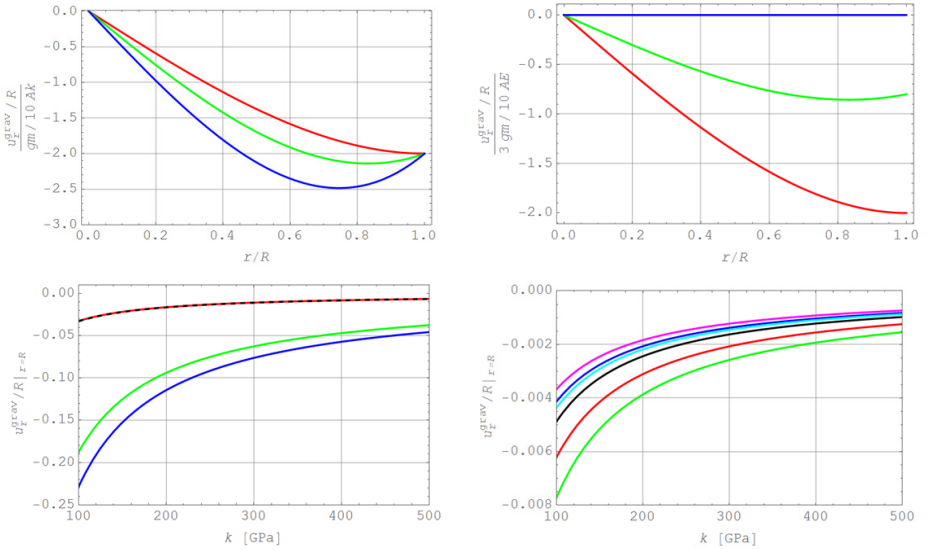 0.0
-0.5
-1.0
-1.5
-2.0
-2.5
-3.0
u_r^grav / R
gm / 10 Ak
0.0 0.2 0.4 0.6 0.8 1.0
r/R
0.0
-0.5
-1.0
-1.5
-2.0
u_r^grav / R
3 gm / 10 AE
0.0 0.2 0.4 0.6 0.8 1.0
r/R
0.00
-0.05
-0.10
-0.15
-0.20
-0.25
u_r^grav/R|r=R
100 200 300 400 500
k [GPa]
0.000
-0.002
-0.004
-0.006
-0.008
u_r^grav/R|r=R
100 200 300 400 500
k [GPa]